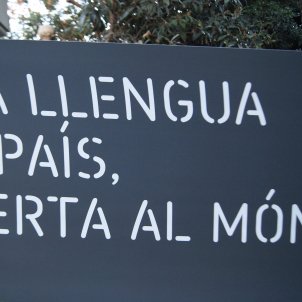 A LLENGUA
PAÍS,
ERTA AL MÓN